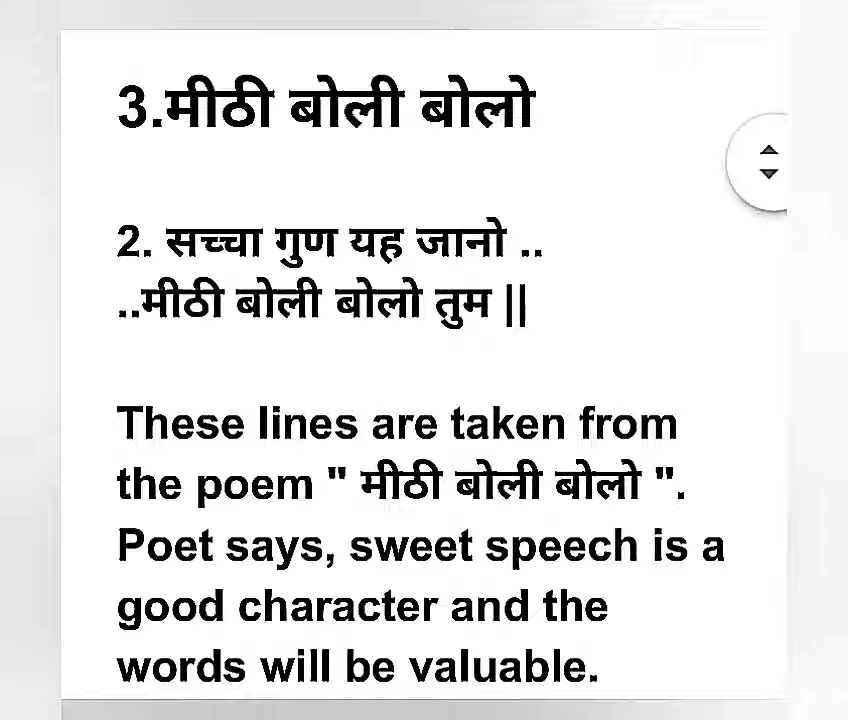 3.मीठी बोली बोलो
2. सच्चा गुण यह जानो ..
..मीठी बोली बोलो तुम ||
These lines are taken from
the poem " मीठी बोली बोलो ".
Poet says, sweet speech is a
good character and the
words will be valuable.